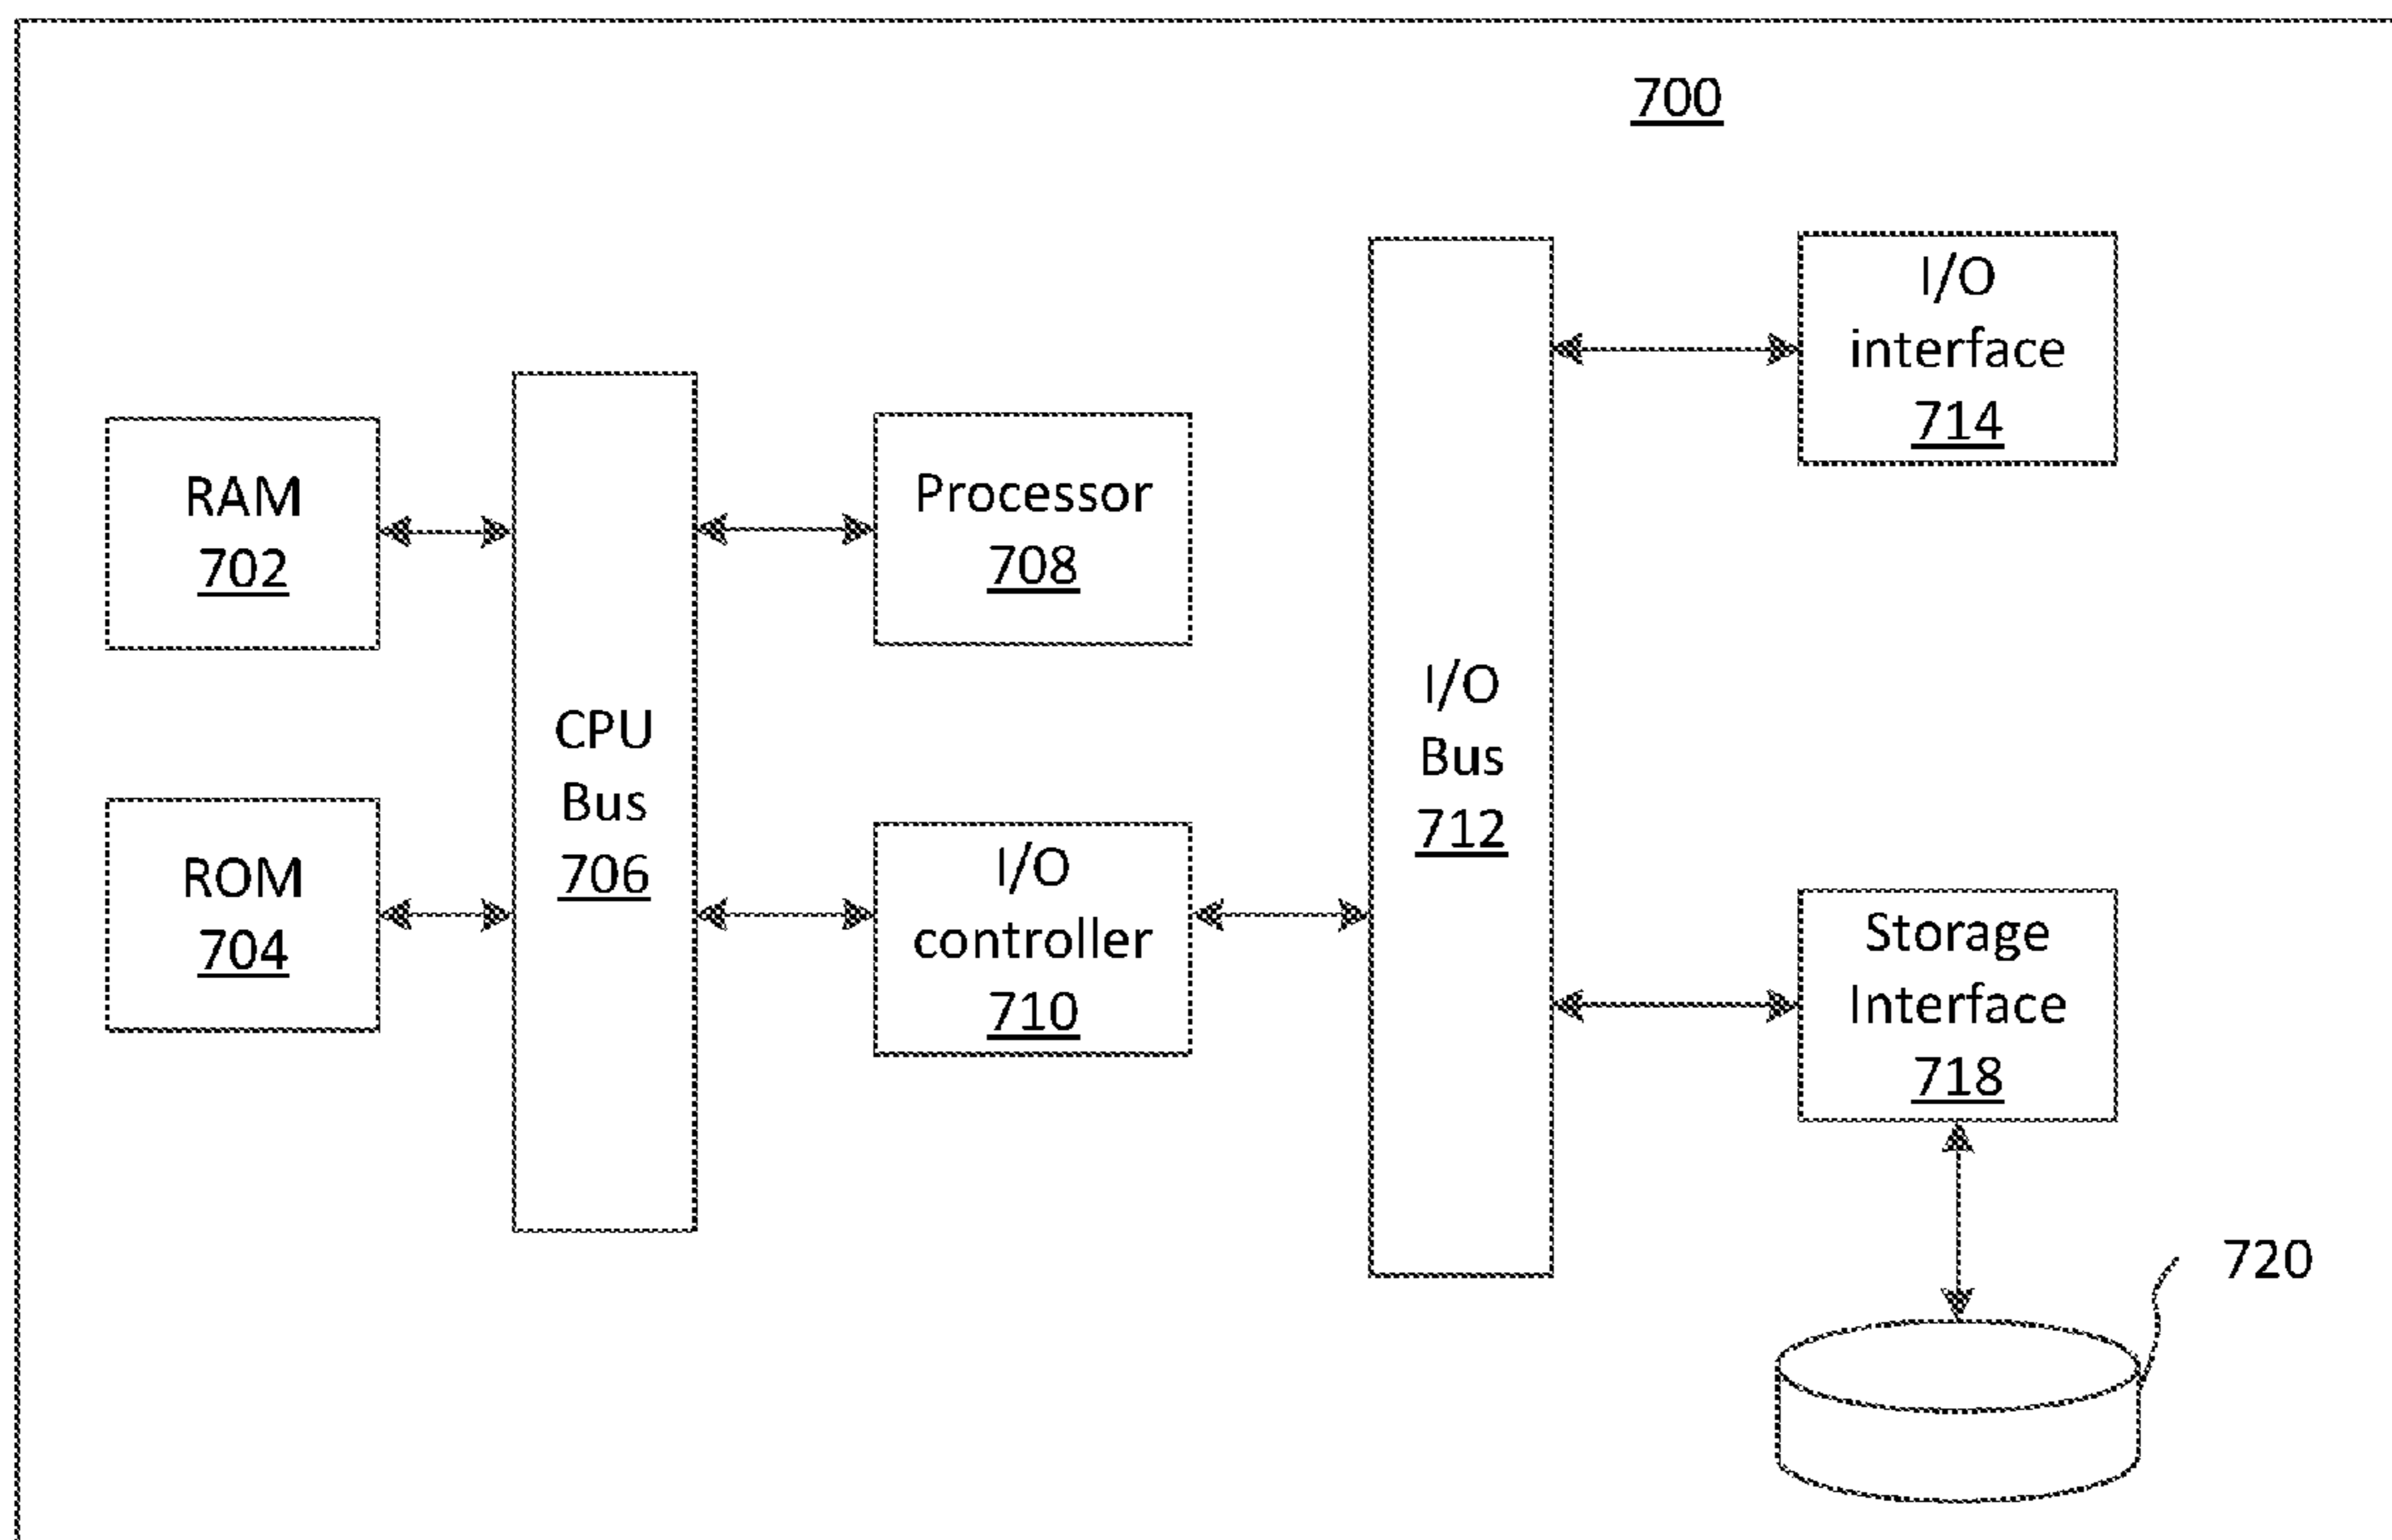 700
I/O
interface
714
RAM
702
Processor
708
CPU
Bus
706
I/O
Bus
712
ROM
704
I/O
controller
710
Storage
Interface
718
720